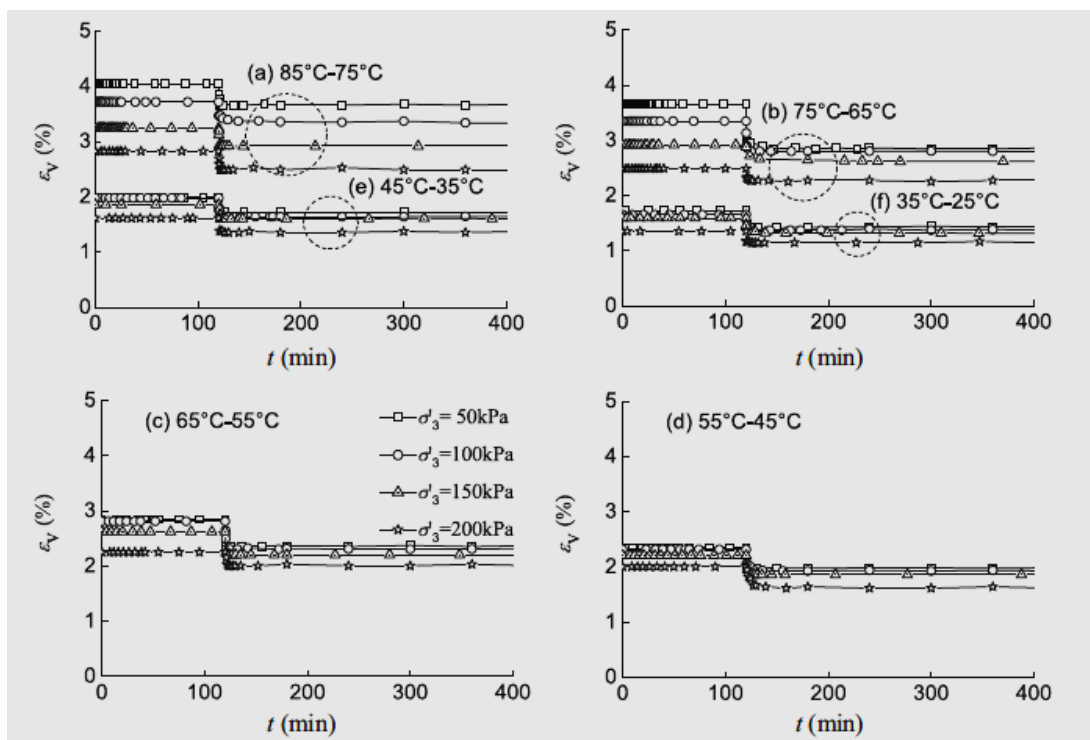 5
4
3
2
1
0
εv (%)
(a) 85°C-75°C
(e) 45°C-35°C
0 100 200 300 400
t (min)
5
4
3
2
1
0
εv (%)
(b) 75°C-65°C
(f) 35°C-25°C
0 100 200 300 400
t (min)
5
4
3
2
1
0
εv (%)
(c) 65°C-55°C
σ'3= 50kPa
σ'3=100kPa
σ'3=150kPa
σ'3=200kPa
0 100 200 300 400
t (min)
5
4
3
2
1
0
εv (%)
(d) 55°C-45°C
0 100 200 300 400
t (min)